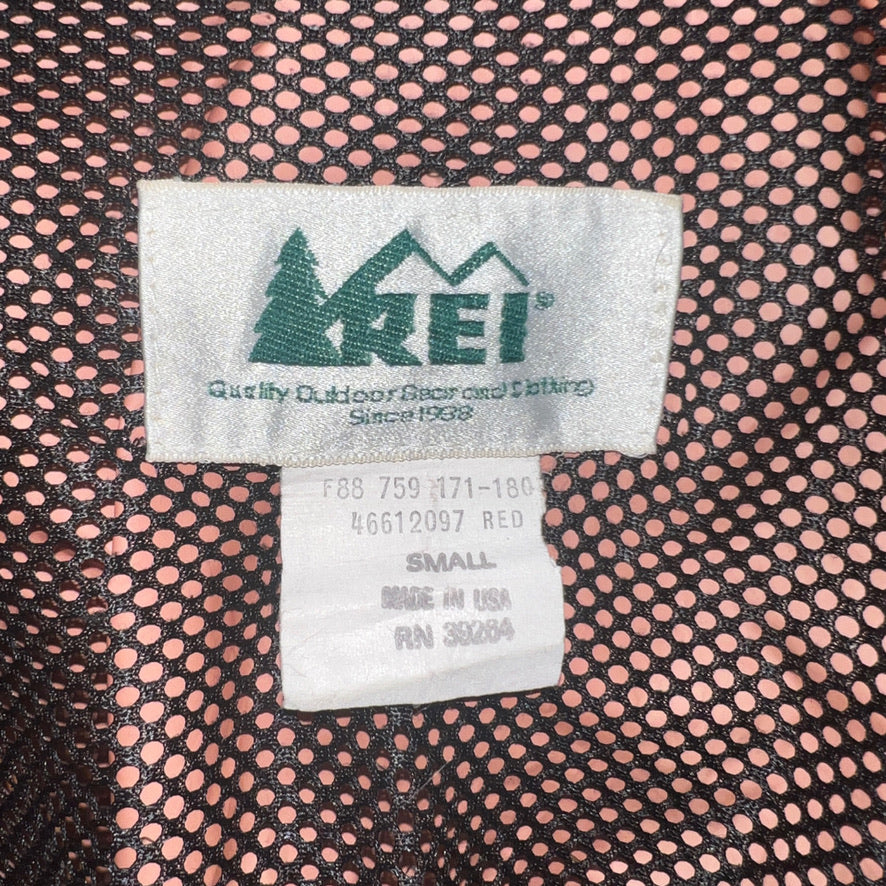 REI®
Quality Outdoor Gear and Clothing
Since 1938
F88 759 171-180
46612097 RED
SMALL
MADE IN USA
RN 39264